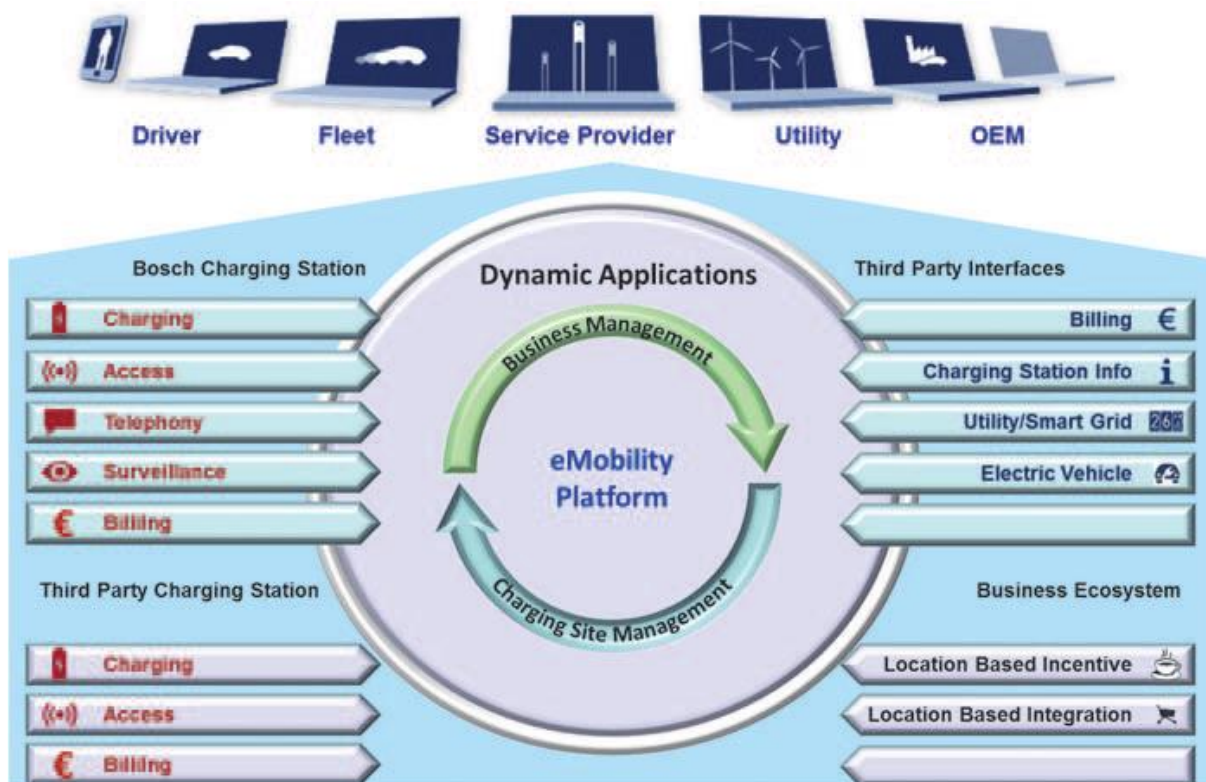 Driver
Fleet
Service Provider
Utility
OEM
Bosch Charging Station
Charging
Access
Telephony
Surveillance
€ Billing
Third Party Charging Station
Charging
Access
€ Billing
Dynamic Applications
Business Management
eMobility
Platform
Charging Site Management
Third Party Interfaces
Billing €
Charging Station Info i
Utility/Smart Grid
Electric Vehicle
Business Ecosystem
Location Based Incentive
Location Based Integration